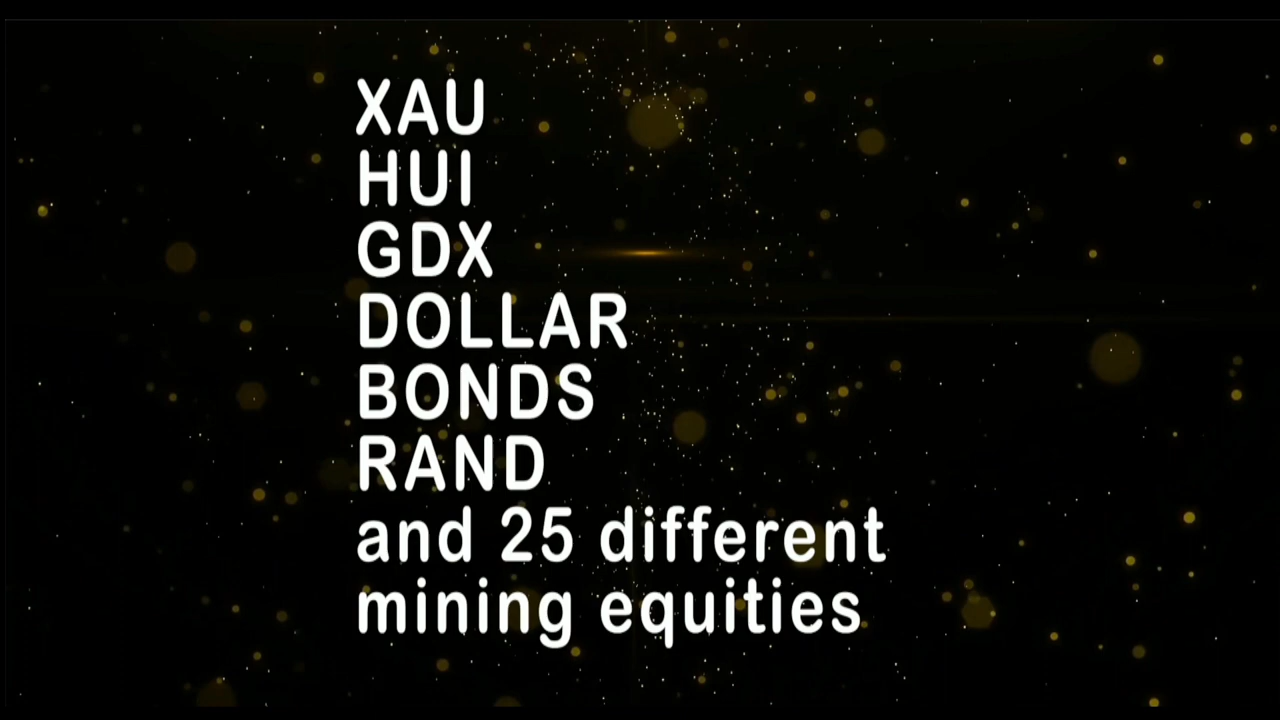 XAU
HUI
GDX
DOLLAR
BONDS
RAND
and 25 different
mining equities